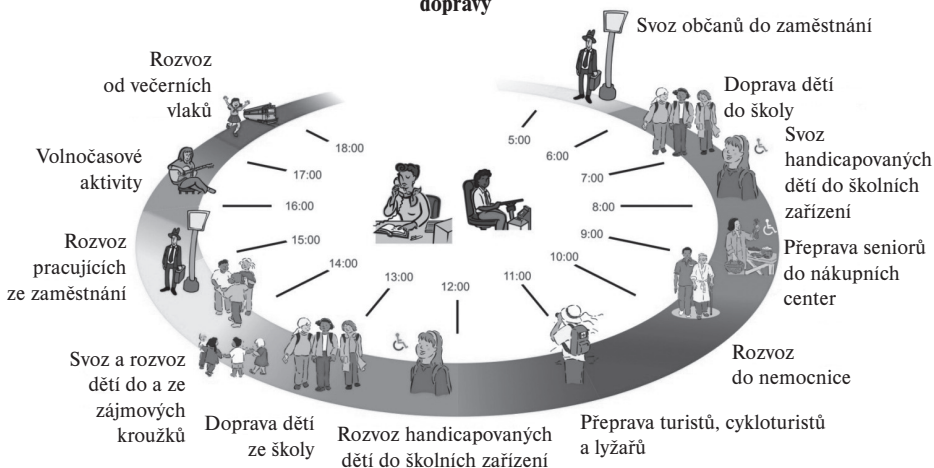 dopravy
Svoz občanů do zaměstnání
Doprava dětí
do školy
Svoz
handicapovaných
dětí do školních
zařízení
Přeprava seniorů
do nákupních
center
Rozvoz
do nemocnice
Přeprava turistů, cykloturistů
a lyžařů
Rozvoz handicapovaných
dětí do školních zařízení
Doprava dětí
ze školy
Svoz a rozvoz
dětí do a ze
zájmových
kroužků
Rozvoz
pracujících
ze zaměstnání
Volnočasové
aktivity
Rozvoz
od večerních
vlaků
5:00
6:00
7:00
8:00
9:00
10:00
11:00
12:00
13:00
14:00
15:00
16:00
17:00
18:00